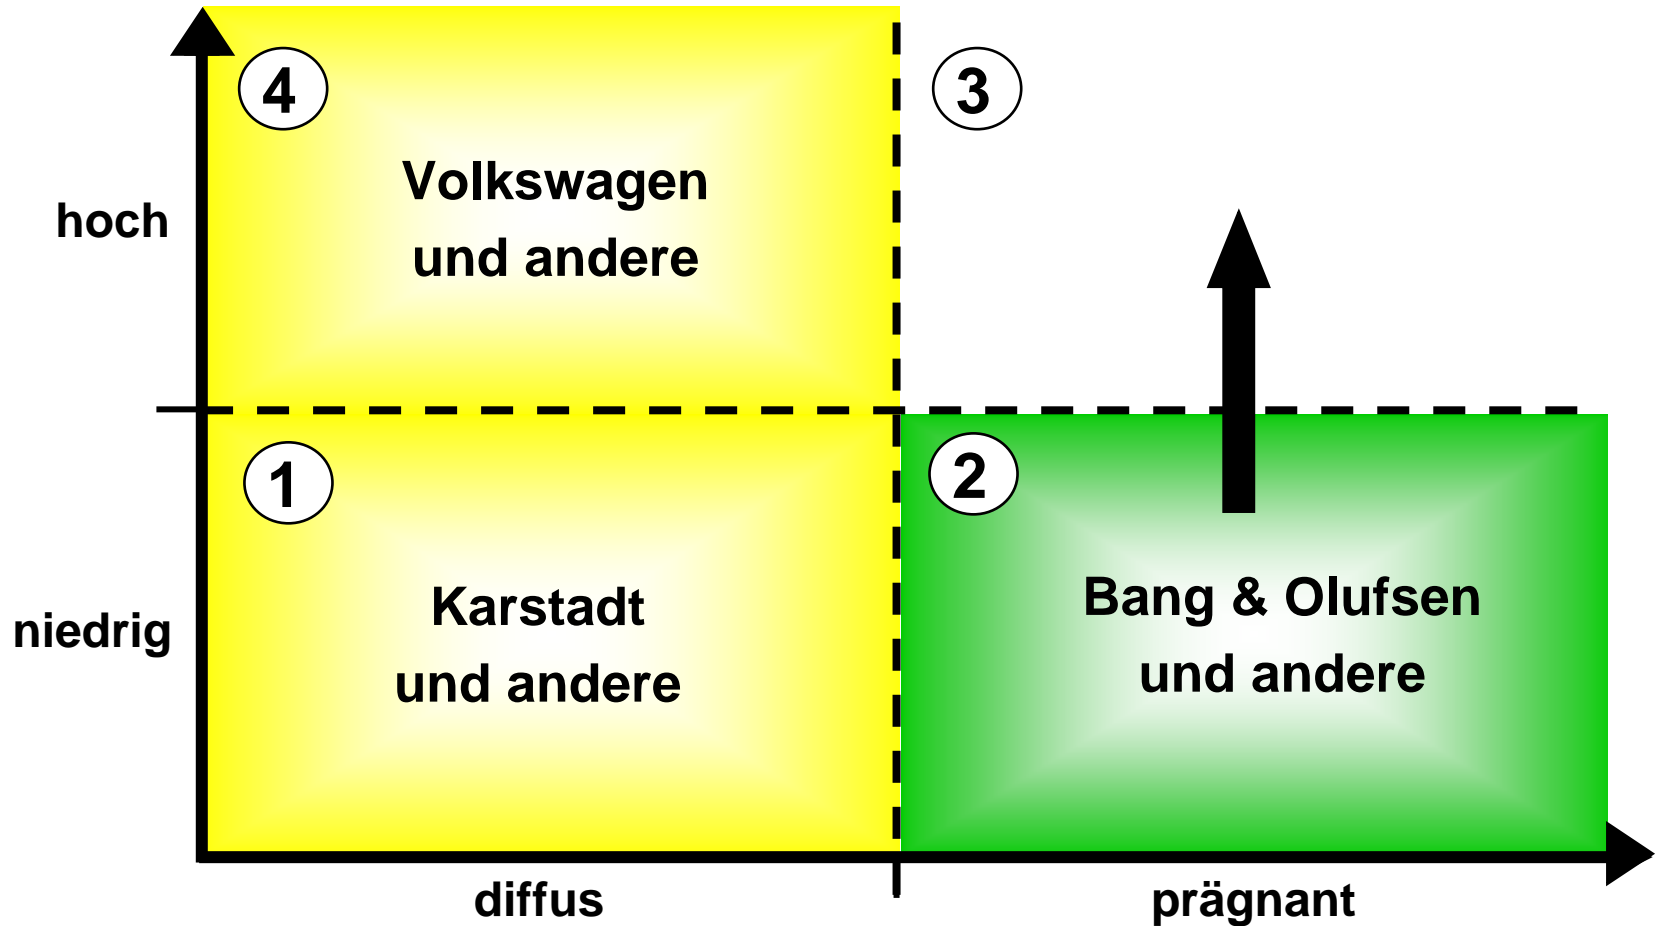 4
3
Volkswagen
und andere
hoch
1
2
Karstadt
und andere
Bang & Olufsen
und andere
niedrig
diffus
prägnant